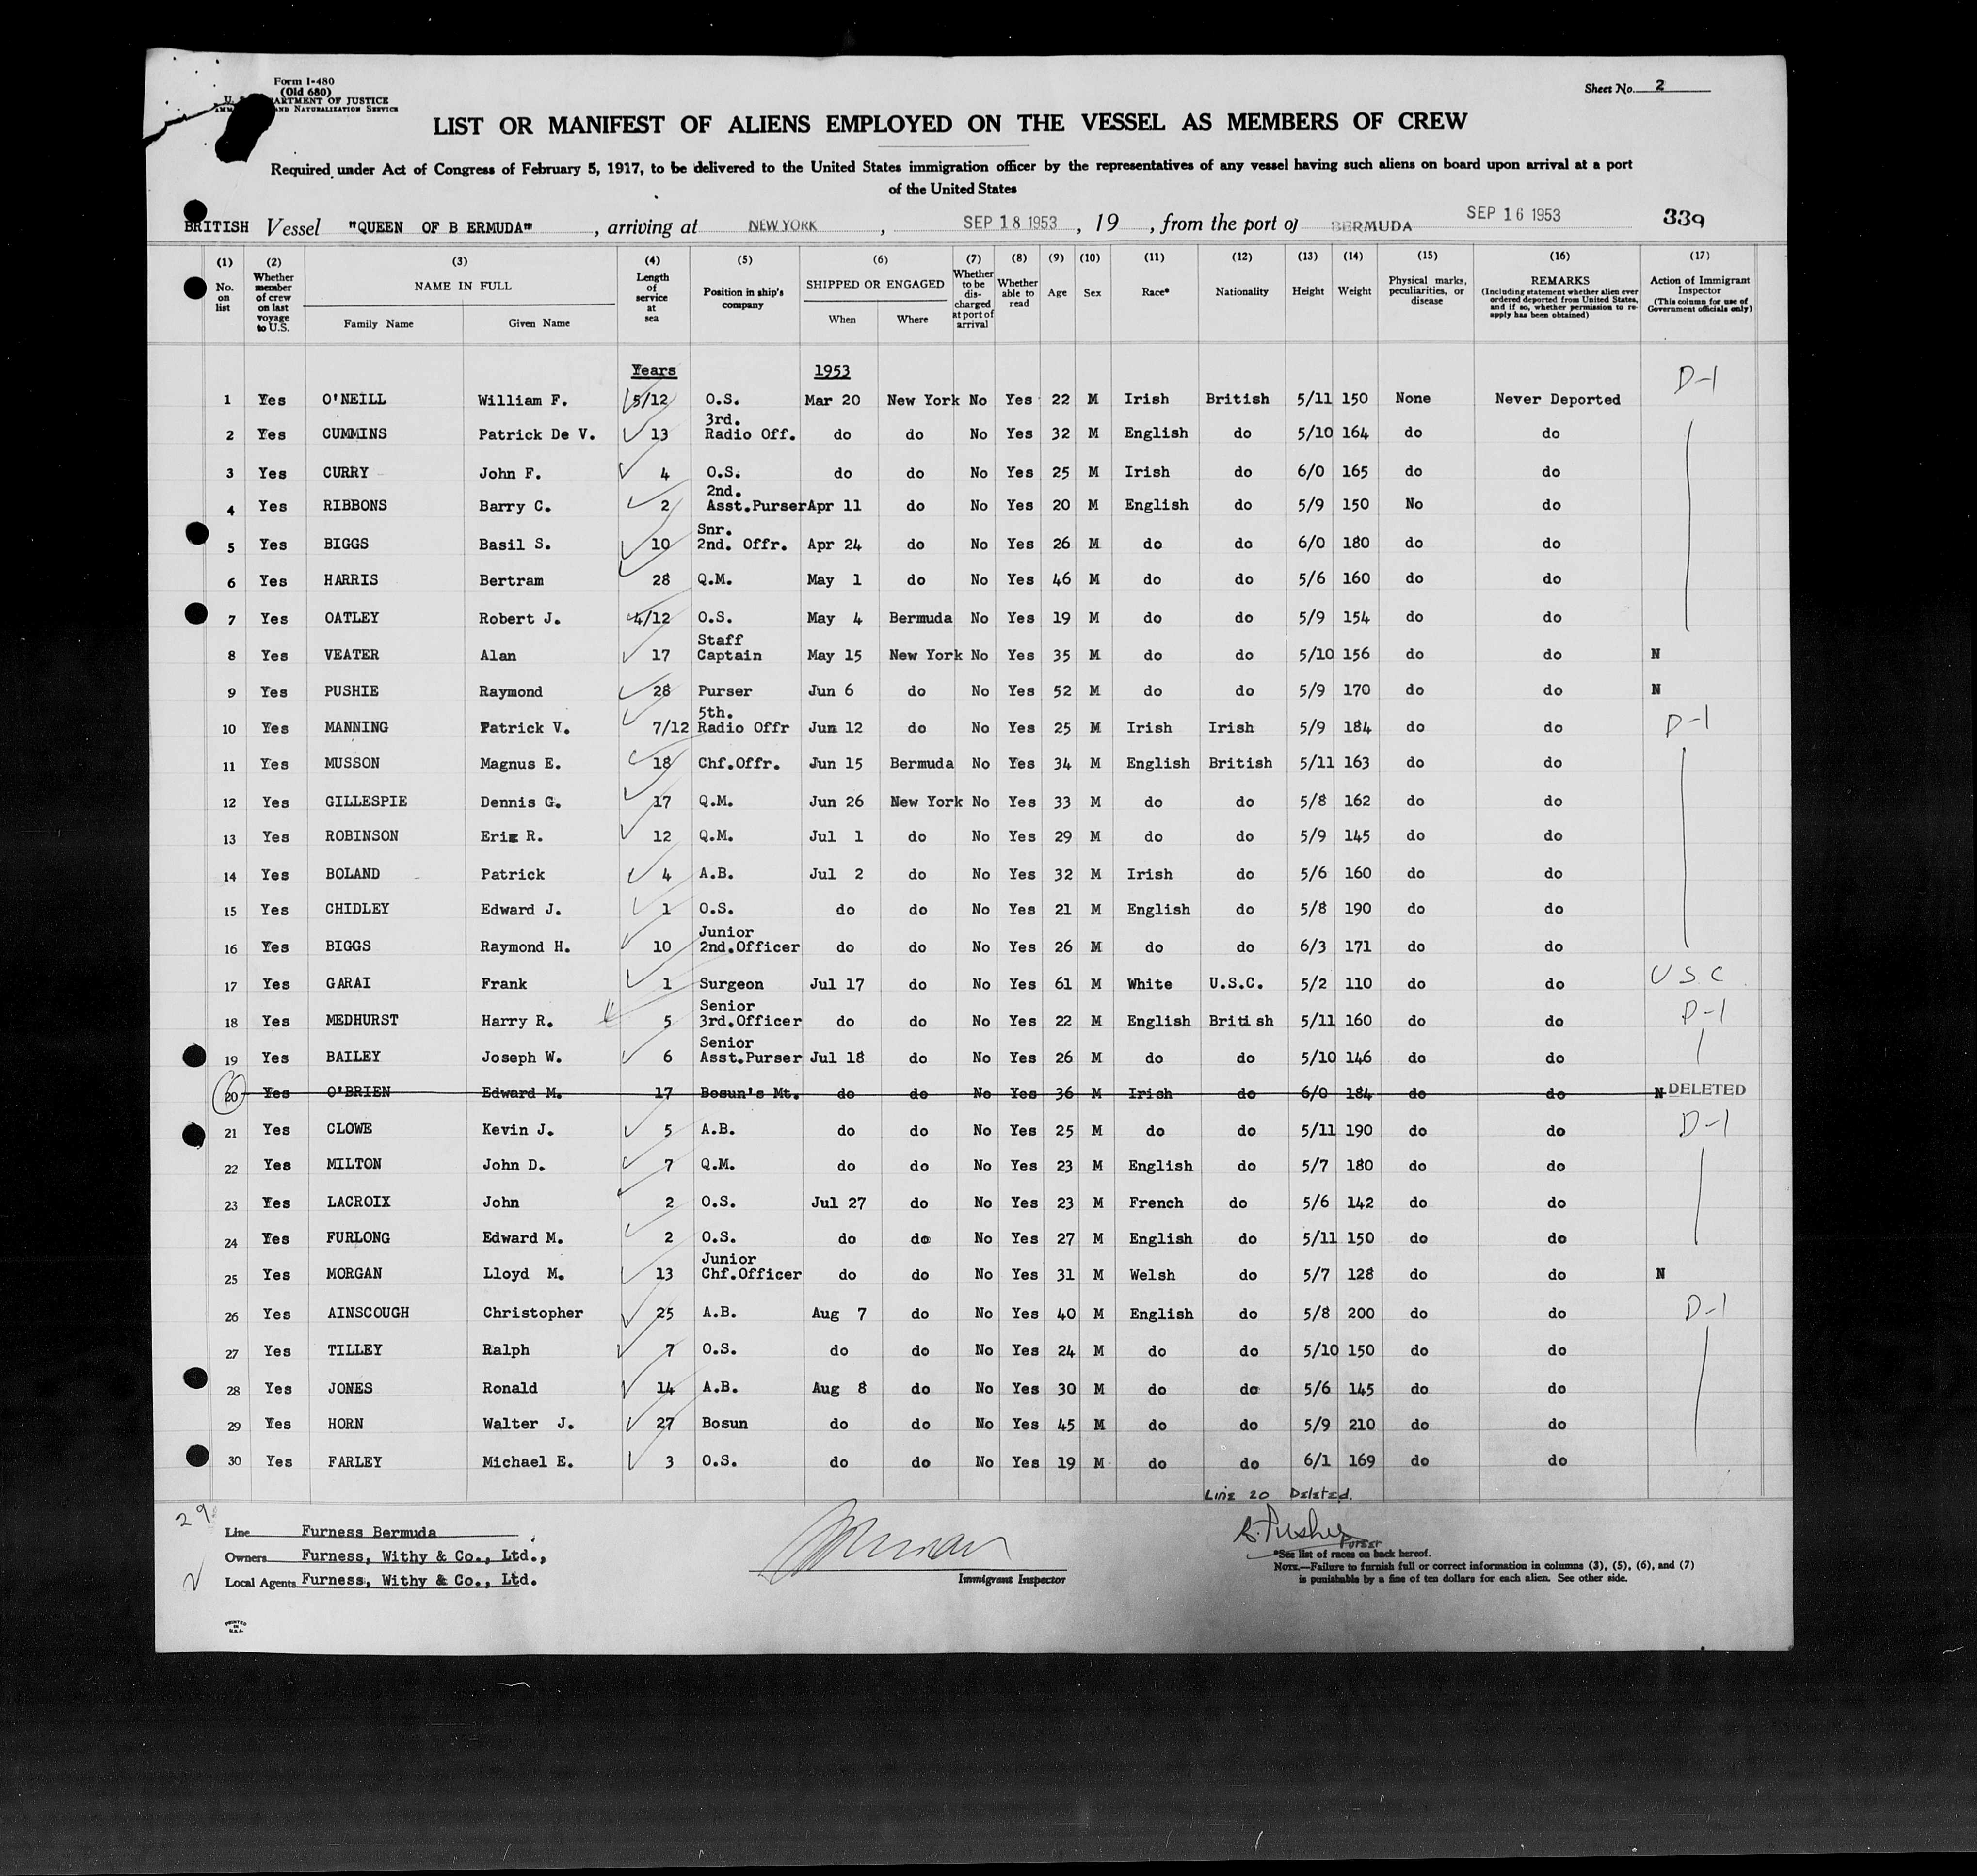 Form I-480
(Old 680)
U. ARTMENT OF JUSTICE
AND NATURALIZATION SERVICE
Sheet No. 2
LIST OR MANIFEST OF ALIENS EMPLOYED ON THE VESSEL AS MEMBERS OF CREW
Required under Act of Congress of February 5, 1917, to be delivered to the United States immigration officer by the representatives of any vessel having such aliens on board upon arrival at a port
of the United States
BRITISH Vessel "QUEEN OF B ERMUDA" , arriving at NEW YORK , SEP 18 1953 , 19 , from the port of BERMUDA SEP 16 1953 339
(1) No. on list (2) Whether member of crew on last voyage to U.S. (3) NAME IN FULL Family Name Given Name (4) Length of service at sea (5) Position in ship's company (6) SHIPPED OR ENGAGED When Where (7) Whether to be discharged at port of arrival (8) Whether able to read (9) Age (10) Sex (11) Race* (12) Nationality (13) Height (14) Weight (15) Physical marks, peculiarities, or disease (16) REMARKS (Including statement whether alien ever ordered deported from United States, and if so, whether permission to reapply has been obtained) (17) Action of Immigrant Inspector (This column for use of Government officials only)
Years 1953
1 Yes O'NEILL William F. 5/12 O.S. Mar 20 New York No Yes 22 M Irish British 5/11 150 None Never Deported D-1
2 Yes CUMMINS Patrick De V. 13 3rd. Radio Off. do do No Yes 32 M English do 5/10 164 do do
3 Yes CURRY John F. 4 O.S. do do No Yes 25 M Irish do 6/0 165 do do
4 Yes RIBBONS Barry C. 2 2nd. Asst.Purser Apr 11 do No Yes 20 M English do 5/9 150 No do
5 Yes BIGGS Basil S. 10 Snr. 2nd. Offr. Apr 24 do No Yes 26 M do do 6/0 180 do do
6 Yes HARRIS Bertram 28 Q.M. May 1 do No Yes 46 M do do 5/6 160 do do
7 Yes OATLEY Robert J. 4/12 O.S. May 4 Bermuda No Yes 19 M do do 5/9 154 do do
8 Yes VEATER Alan 17 Staff Captain May 15 New York No Yes 35 M do do 5/10 156 do do N
9 Yes PUSHIE Raymond 28 Purser Jun 6 do No Yes 52 M do do 5/9 170 do do N
10 Yes MANNING Patrick V. 7/12 5th. Radio Offr Jun 12 do No Yes 25 M Irish Irish 5/9 184 do do D-1
11 Yes MUSSON Magnus E. 18 Chf.Offr. Jun 15 Bermuda No Yes 34 M English British 5/11 163 do do
12 Yes GILLESPIE Dennis G. 17 Q.M. Jun 26 New York No Yes 33 M do do 5/8 162 do do
13 Yes ROBINSON Eric R. 12 Q.M. Jul 1 do No Yes 29 M do do 5/9 145 do do
14 Yes BOLAND Patrick 4 A.B. Jul 2 do No Yes 32 M Irish do 5/6 160 do do
15 Yes CHIDLEY Edward J. 1 O.S. do do No Yes 21 M English do 5/8 190 do do
16 Yes BIGGS Raymond H. 10 Junior 2nd.Officer do do No Yes 26 M do do 6/3 171 do do
17 Yes GARAI Frank 1 Surgeon Jul 17 do No Yes 61 M White U.S.C. 5/2 110 do do U S C
18 Yes MEDHURST Harry R. 5 Senior 3rd.Officer do do No Yes 22 M English British 5/11 160 do do D-1
19 Yes BAILEY Joseph W. 6 Senior Asst.Purser Jul 18 do No Yes 26 M do do 5/10 146 do do
20 Yes O'BRIEN Edward M. 17 Bosun's Mt. do do No Yes 36 M Irish do 6/0 184 do do N DELETED
21 Yes CLOWE Kevin J. 5 A.B. do do No Yes 25 M do do 5/11 190 do do D-1
22 Yes MILTON John D. 7 Q.M. do do No Yes 23 M English do 5/7 180 do do
23 Yes LACROIX John 2 O.S. Jul 27 do No Yes 23 M French do 5/6 142 do do
24 Yes FURLONG Edward M. 2 O.S. do do No Yes 27 M English do 5/11 150 do do
25 Yes MORGAN Lloyd M. 13 Junior Chf.Officer do do No Yes 31 M Welsh do 5/7 128 do do N
26 Yes AINSCOUGH Christopher 25 A.B. Aug 7 do No Yes 40 M English do 5/8 200 do do D-1
27 Yes TILLEY Ralph 7 O.S. do do No Yes 24 M do do 5/10 150 do do
28 Yes JONES Ronald 14 A.B. Aug 8 do No Yes 30 M do do 5/6 145 do do
29 Yes HORN Walter J. 27 Bosun do do No Yes 45 M do do 5/9 210 do do
30 Yes FARLEY Michael E. 3 O.S. do do No Yes 19 M do do 6/1 169 do do
Line 20 Deleted.
29
Line Furness Bermuda
Owners Furness, Withy & Co., Ltd.,
Local Agents Furness, Withy & Co., Ltd.
Immigrant Inspector
R. Pushie
Purser
*See list of races on back hereof.
NOTE.—Failure to furnish full or correct information in columns (3), (5), (6), and (7)
is punishable by a fine of ten dollars for each alien. See other side.
PRINTED
IN
U.S.A.